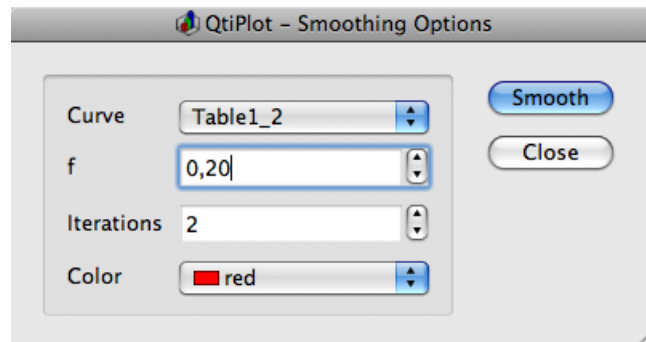 QtiPlot – Smoothing Options
Curve Table1_2
Smooth
f 0,20
Close
Iterations 2
Color red